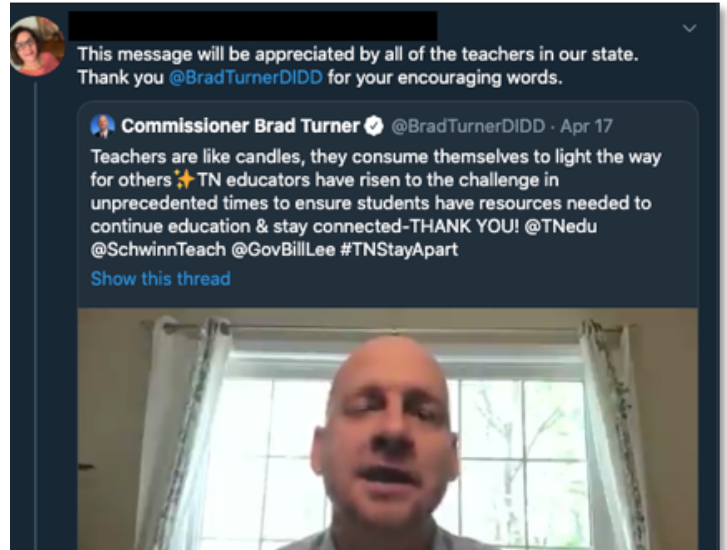 This message will be appreciated by all of the teachers in our state.
Thank you @BradTurnerDIDD for your encouraging words.
Commissioner Brad Turner @BradTurnerDIDD · Apr 17
Teachers are like candles, they consume themselves to light the way
for others✨TN educators have risen to the challenge in
unprecedented times to ensure students have resources needed to
continue education & stay connected-THANK YOU! @TNedu
@SchwinnTeach @GovBillLee #TNStayApart
Show this thread